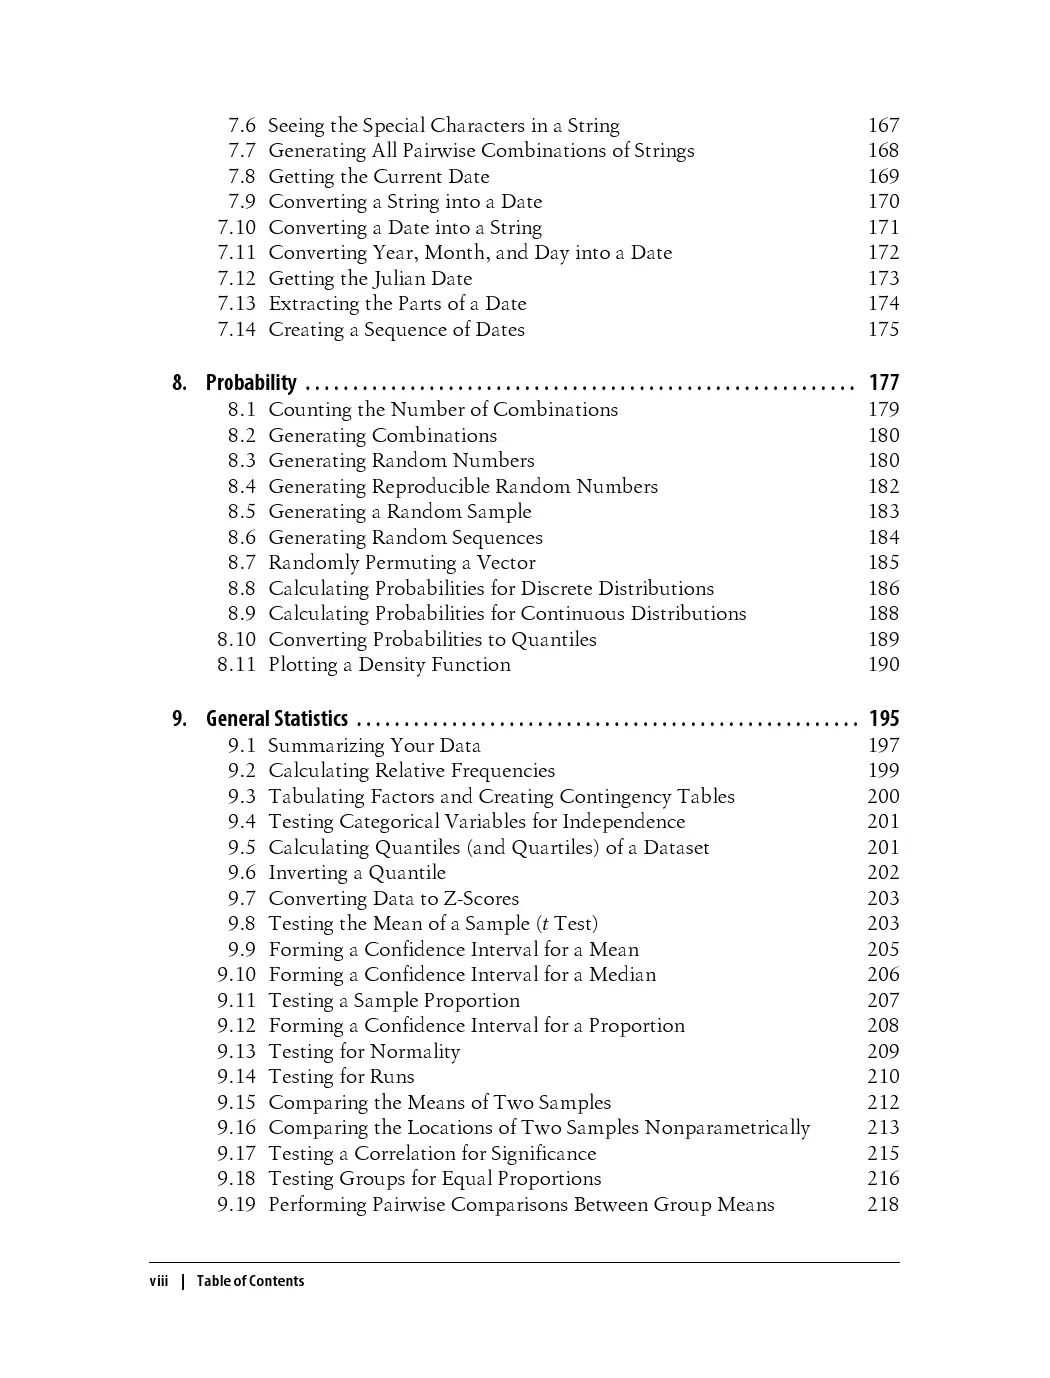 7.6 Seeing the Special Characters in a String 167
7.7 Generating All Pairwise Combinations of Strings 168
7.8 Getting the Current Date 169
7.9 Converting a String into a Date 170
7.10 Converting a Date into a String 171
7.11 Converting Year, Month, and Day into a Date 172
7.12 Getting the Julian Date 173
7.13 Extracting the Parts of a Date 174
7.14 Creating a Sequence of Dates 175
8. Probability . . . . . . . . . . . . . . . . . . . . . . . . . . . . . . . . . . . . . . . . . . . . . . . . . . . . . . . . . . 177
8.1 Counting the Number of Combinations 179
8.2 Generating Combinations 180
8.3 Generating Random Numbers 180
8.4 Generating Reproducible Random Numbers 182
8.5 Generating a Random Sample 183
8.6 Generating Random Sequences 184
8.7 Randomly Permuting a Vector 185
8.8 Calculating Probabilities for Discrete Distributions 186
8.9 Calculating Probabilities for Continuous Distributions 188
8.10 Converting Probabilities to Quantiles 189
8.11 Plotting a Density Function 190
9. General Statistics . . . . . . . . . . . . . . . . . . . . . . . . . . . . . . . . . . . . . . . . . . . . . . . . . . . . . 195
9.1 Summarizing Your Data 197
9.2 Calculating Relative Frequencies 199
9.3 Tabulating Factors and Creating Contingency Tables 200
9.4 Testing Categorical Variables for Independence 201
9.5 Calculating Quantiles (and Quartiles) of a Dataset 201
9.6 Inverting a Quantile 202
9.7 Converting Data to Z-Scores 203
9.8 Testing the Mean of a Sample (t Test) 203
9.9 Forming a Confidence Interval for a Mean 205
9.10 Forming a Confidence Interval for a Median 206
9.11 Testing a Sample Proportion 207
9.12 Forming a Confidence Interval for a Proportion 208
9.13 Testing for Normality 209
9.14 Testing for Runs 210
9.15 Comparing the Means of Two Samples 212
9.16 Comparing the Locations of Two Samples Nonparametrically 213
9.17 Testing a Correlation for Significance 215
9.18 Testing Groups for Equal Proportions 216
9.19 Performing Pairwise Comparisons Between Group Means 218
viii | Table of Contents